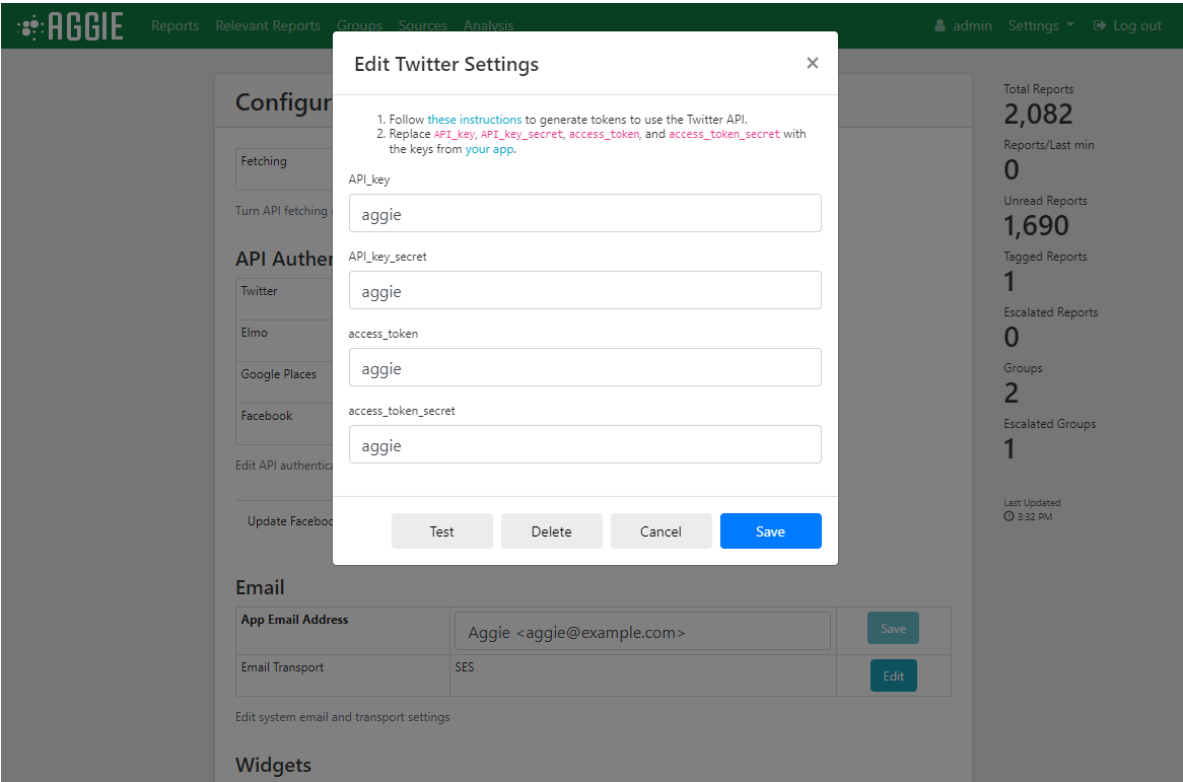 AGGIE Reports Relevant Reports Groups Sources Analysis admin Settings Log out
Edit Twitter Settings ×
1. Follow these instructions to generate tokens to use the Twitter API.
2. Replace API_key, API_key_secret, access_token, and access_token_secret with
the keys from your app.
API_key
aggie
API_key_secret
aggie
access_token
aggie
access_token_secret
aggie
Test Delete Cancel Save
Fetching
Turn API fetching
Twitter
Elmo
Google Places
Facebook
Edit API
Update
Email
App Email Address Aggie <aggie@example.com> Save
Email Transport SES Edit
Edit system email and transport settings
Widgets
Total Reports
2,082
Reports/Last min
0
Unread Reports
1,690
Tagged Reports
1
Escalated Reports
0
Groups
2
Escalated Groups
1
Last Updated
3:32 PM